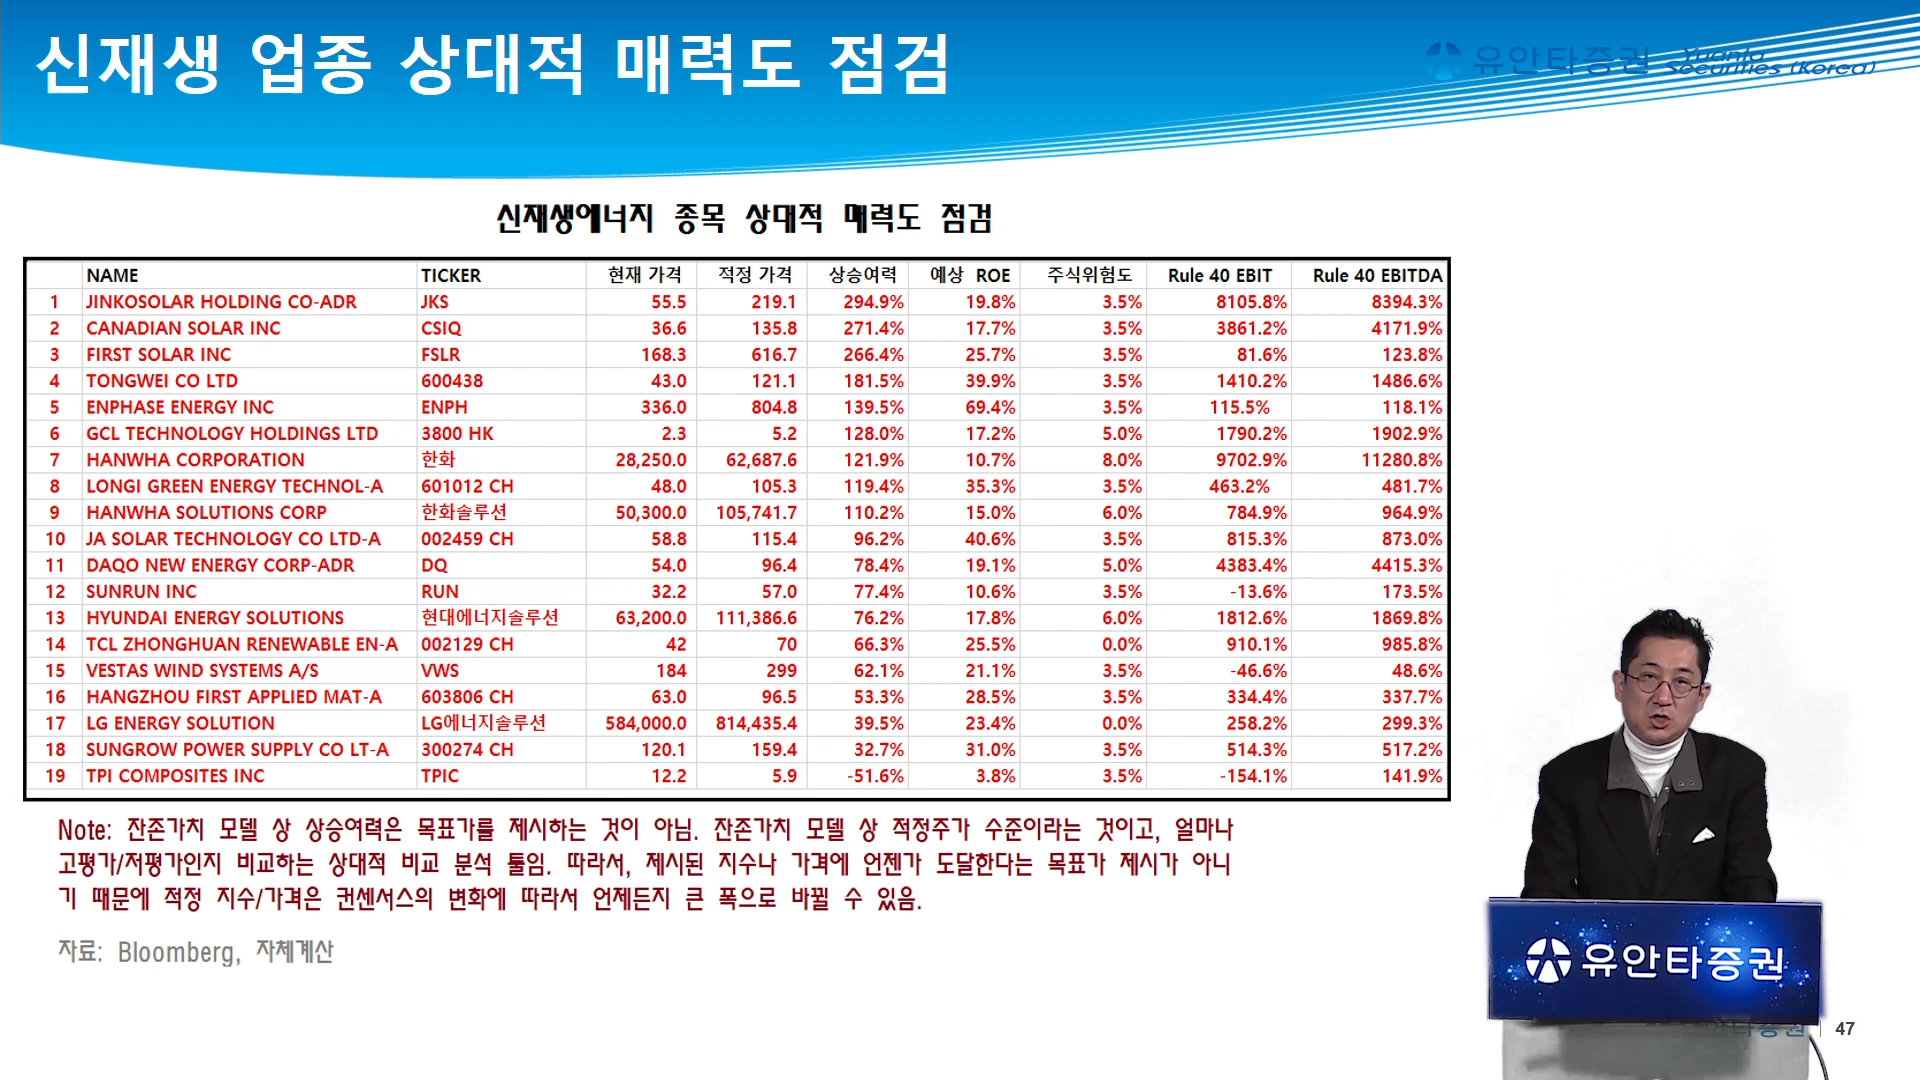 신재생 업종 상대적 매력도 점검
유안타증권 Yuanta Securities (Korea)
신재생에너지 종목 상대적 매력도 점검
NAME TICKER 현재 가격 적정 가격 상승여력 예상 ROE 주식위험도 Rule 40 EBIT Rule 40 EBITDA
1 JINKOSOLAR HOLDING CO-ADR JKS 55.5 219.1 294.9% 19.8% 3.5% 8105.8% 8394.3%
2 CANADIAN SOLAR INC CSIQ 36.6 135.8 271.4% 17.7% 3.5% 3861.2% 4171.9%
3 FIRST SOLAR INC FSLR 168.3 616.7 266.4% 25.7% 3.5% 81.6% 123.8%
4 TONGWEI CO LTD 600438 43.0 121.1 181.5% 39.9% 3.5% 1410.2% 1486.6%
5 ENPHASE ENERGY INC ENPH 336.0 804.8 139.5% 69.4% 3.5% 115.5% 118.1%
6 GCL TECHNOLOGY HOLDINGS LTD 3800 HK 2.3 5.2 128.0% 17.2% 5.0% 1790.2% 1902.9%
7 HANWHA CORPORATION 한화 28,250.0 62,687.6 121.9% 10.7% 8.0% 9702.9% 11280.8%
8 LONGI GREEN ENERGY TECHNOL-A 601012 CH 48.0 105.3 119.4% 35.3% 3.5% 463.2% 481.7%
9 HANWHA SOLUTIONS CORP 한화솔루션 50,300.0 105,741.7 110.2% 15.0% 6.0% 784.9% 964.9%
10 JA SOLAR TECHNOLOGY CO LTD-A 002459 CH 58.8 115.4 96.2% 40.6% 3.5% 815.3% 873.0%
11 DAQO NEW ENERGY CORP-ADR DQ 54.0 96.4 78.4% 19.1% 5.0% 4383.4% 4415.3%
12 SUNRUN INC RUN 32.2 57.0 77.4% 10.6% 3.5% -13.6% 173.5%
13 HYUNDAI ENERGY SOLUTIONS 현대에너지솔루션 63,200.0 111,386.6 76.2% 17.8% 6.0% 1812.6% 1869.8%
14 TCL ZHONGHUAN RENEWABLE EN-A 002129 CH 42 70 66.3% 25.5% 0.0% 910.1% 985.8%
15 VESTAS WIND SYSTEMS A/S VWS 184 299 62.1% 21.1% 3.5% -46.6% 48.6%
16 HANGZHOU FIRST APPLIED MAT-A 603806 CH 63.0 96.5 53.3% 28.5% 3.5% 334.4% 337.7%
17 LG ENERGY SOLUTION LG에너지솔루션 584,000.0 814,435.4 39.5% 23.4% 0.0% 258.2% 299.3%
18 SUNGROW POWER SUPPLY CO LT-A 300274 CH 120.1 159.4 32.7% 31.0% 3.5% 514.3% 517.2%
19 TPI COMPOSITES INC TPIC 12.2 5.9 -51.6% 3.8% 3.5% -154.1% 141.9%
Note: 잔존가치 모델 상 상승여력은 목표가를 제시하는 것이 아님. 잔존가치 모델 상 적정주가 수준이라는 것이고, 얼마나
고평가/저평가인지 비교하는 상대적 비교 분석 툴임. 따라서, 제시된 지수나 가격에 언젠가 도달한다는 목표가 제시가 아니
기 때문에 적정 지수/가격은 컨센서스의 변화에 따라서 언제든지 큰 폭으로 바뀔 수 있음.
자료: Bloomberg, 자체계산
유안타증권
47